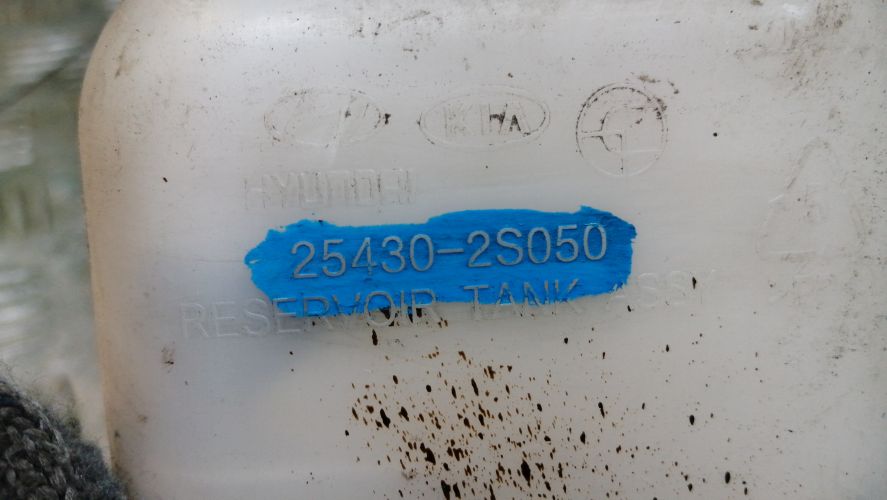 KIA
HYUNDAI
25430-2S050
RESERVOIR TANK ASSY